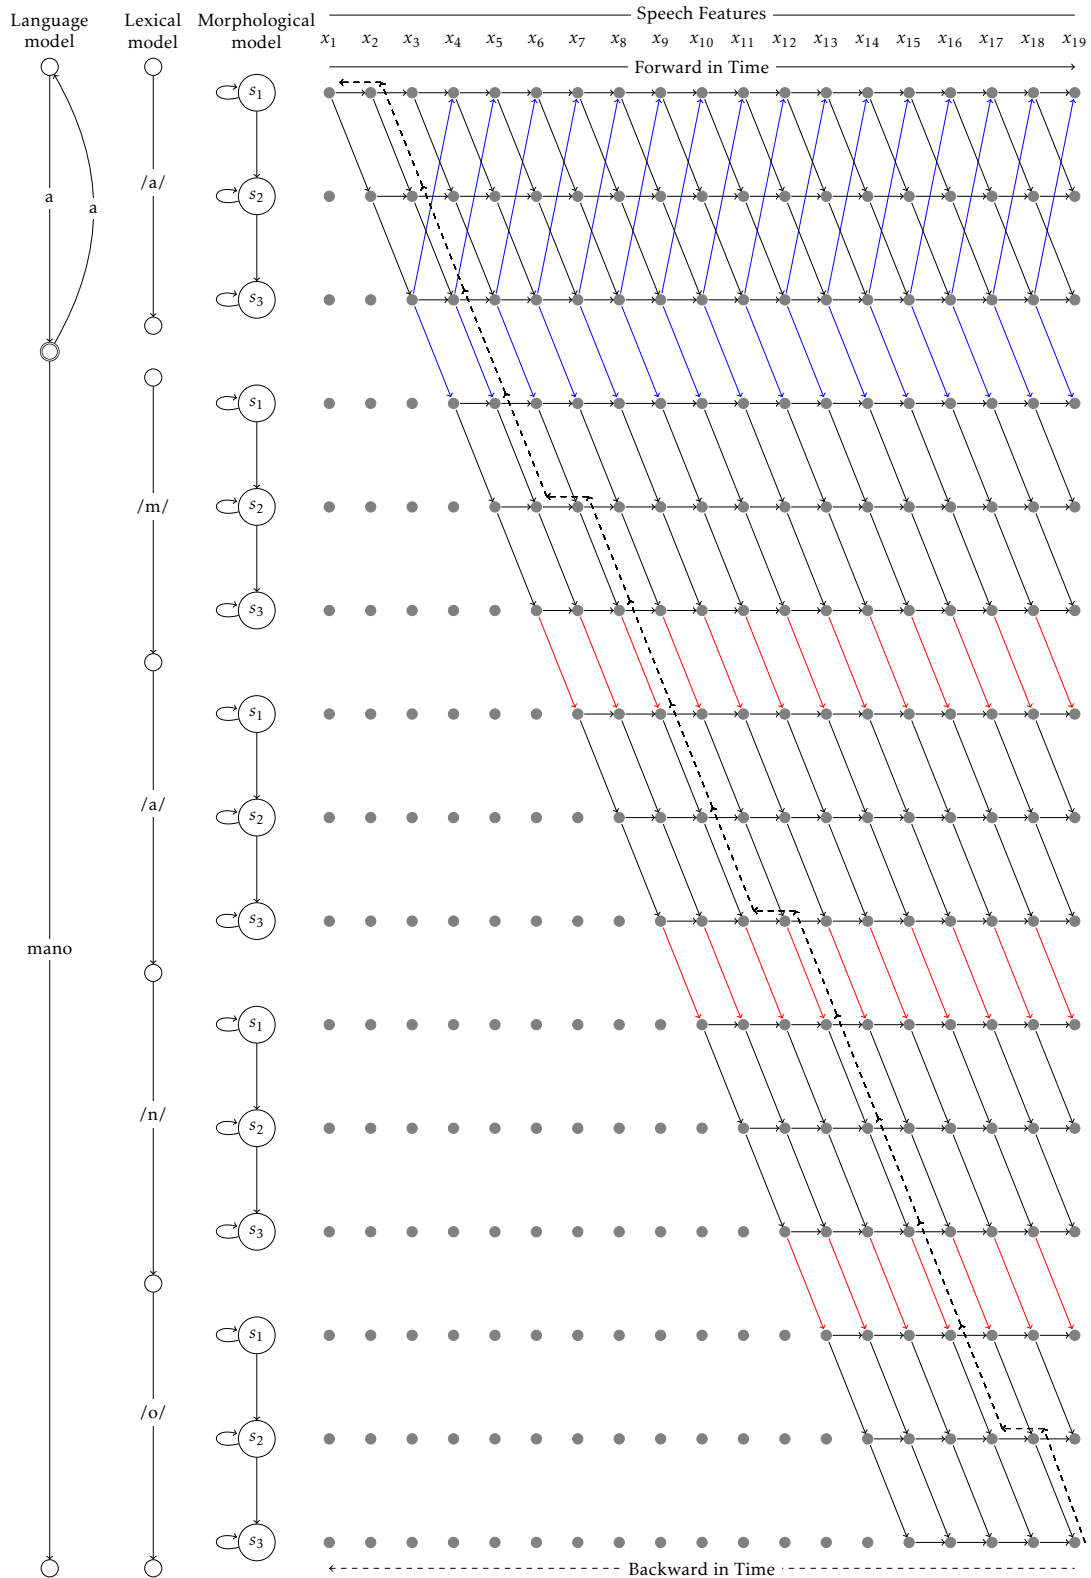 Speech Features
Language model
Lexical model
Morphological model
x1 x2 x3 x4 x5 x6 x7 x8 x9 x10 x11 x12 x13 x14 x15 x16 x17 x18 x19
Forward in Time
s1
/a/
a
a
s2
s3
s1
/m/
s2
s3
s1
/a/
s2
s3
mano
s1
/n/
s2
s3
s1
/o/
s2
s3
Backward in Time